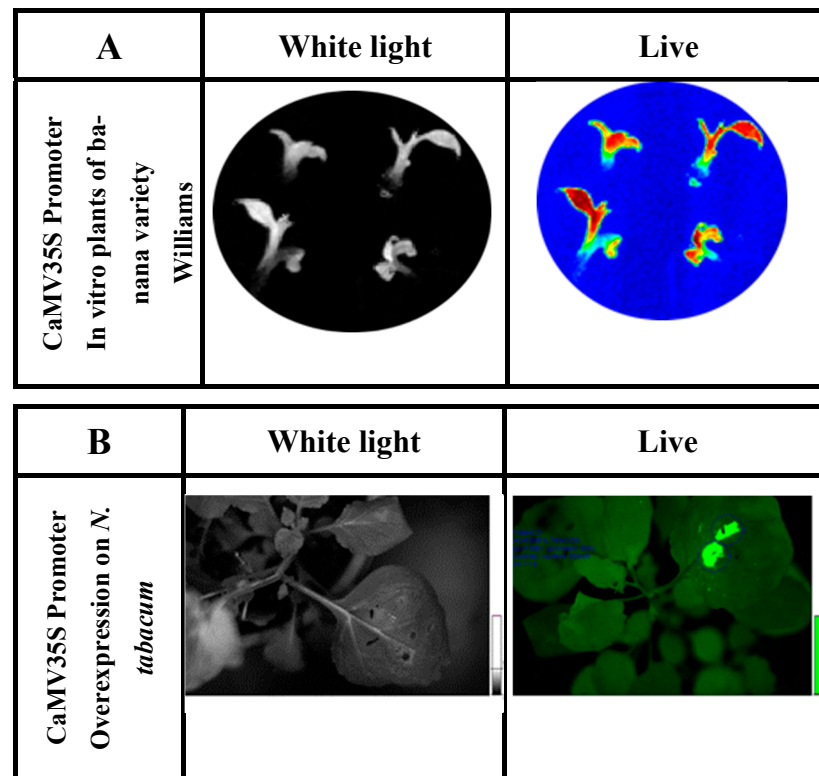 A
White light
Live
CaMV35S Promoter
In vitro plants of ba-
nana variety
Williams
B
White light
Live
CaMV35S Promoter
Overexpression on N.
tabacum